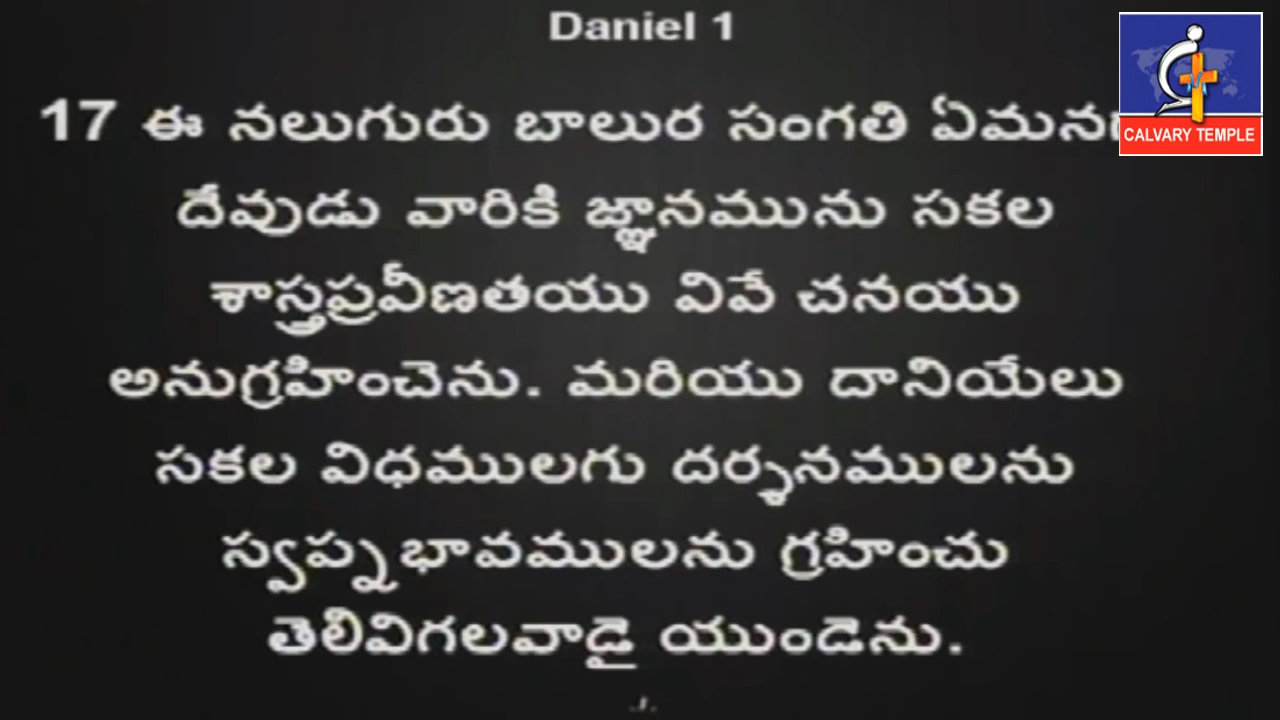 Daniel 1
CALVARY TEMPLE
17 ఈ నలుగురు బాలుర సంగతి
దేవుడు వారికి జ్ఞానమును సకల
శాస్త్రప్రవీణతయు వివే చనయు
అనుగ్రహించెను. మరియు దానియేలు
సకల విధములగు దర్శనములను
స్వప్నభావములను గ్రహించు
తెలివిగలవాడై యుండెను.